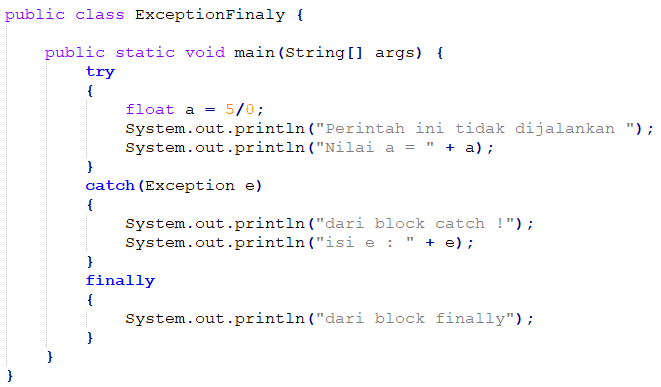 public class ExceptionFinaly {
public static void main(String[] args) {
try
{
float a = 5/0;
System.out.println("Perintah ini tidak dijalankan ");
System.out.println("Nilai a = " + a);
}
catch(Exception e)
{
System.out.println("dari block catch !");
System.out.println("isi e : " + e);
}
finally
{
System.out.println("dari block finally");
}
}
}